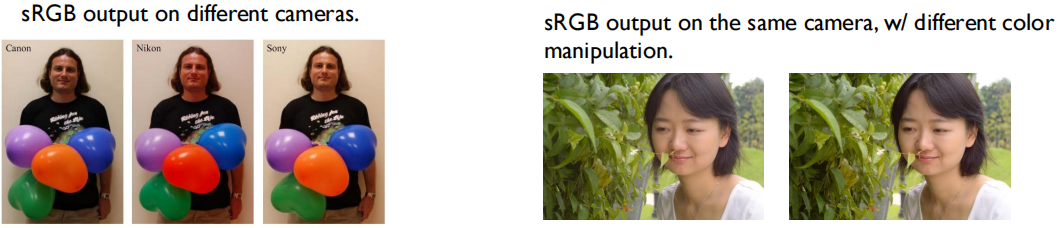 sRGB output on different cameras.
Canon
Nikon
Sony
sRGB output on the same camera, w/ different color
manipulation.